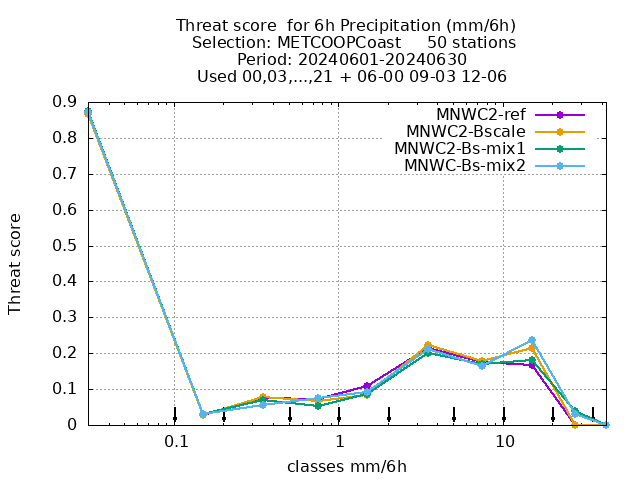 Threat score  for 6h Precipitation (mm/6h)
Selection: METCOOPCoast     50 stations
Period: 20240601-20240630
Used 00,03,...,21 + 06-00 09-03 12-06
MNWC2-ref
MNWC2-Bscale
MNWC2-Bs-mix1
MNWC-Bs-mix2
Threat score
0.9
0.8
0.7
0.6
0.5
0.4
0.3
0.2
0.1
0
0.1 1 10
classes mm/6h